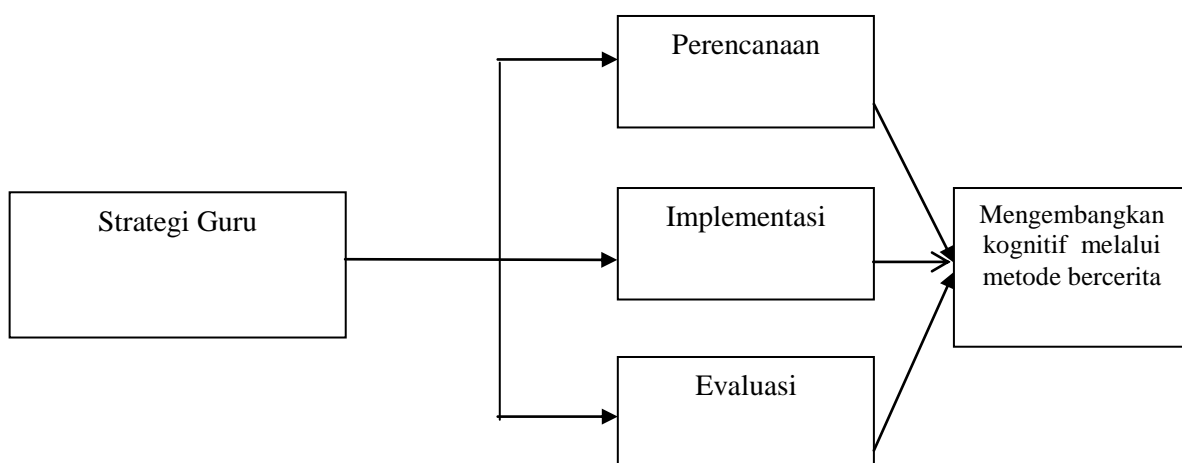 Perencanaan
Strategi Guru
Implementasi
Mengembangkan
kognitif melalui
metode bercerita
Evaluasi